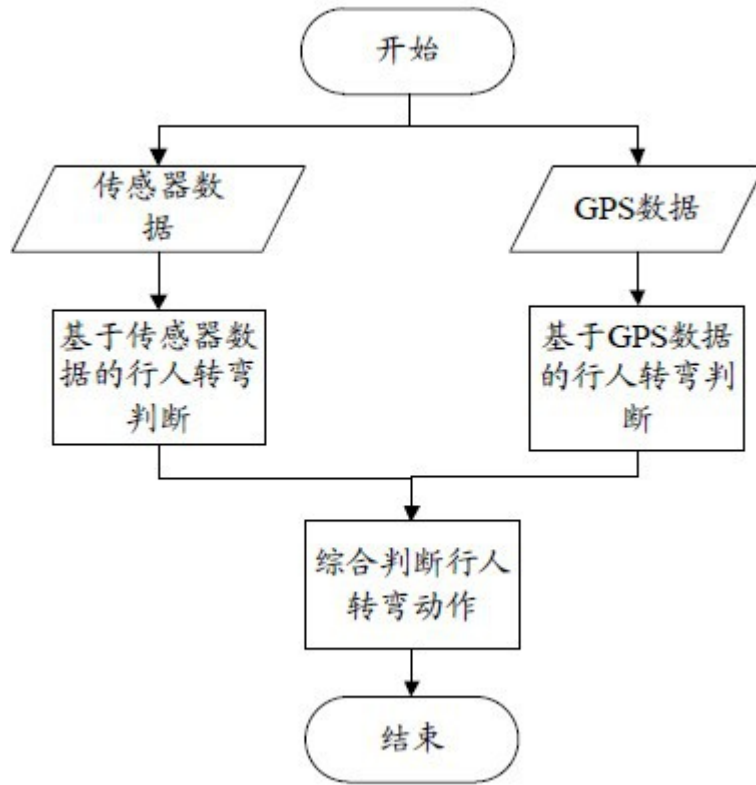 开始
传感器数
据
GPS数据
基于传感器数
据的行人转弯
判断
基于GPS数据
的行人转弯判
断
综合判断行人
转弯动作
结束